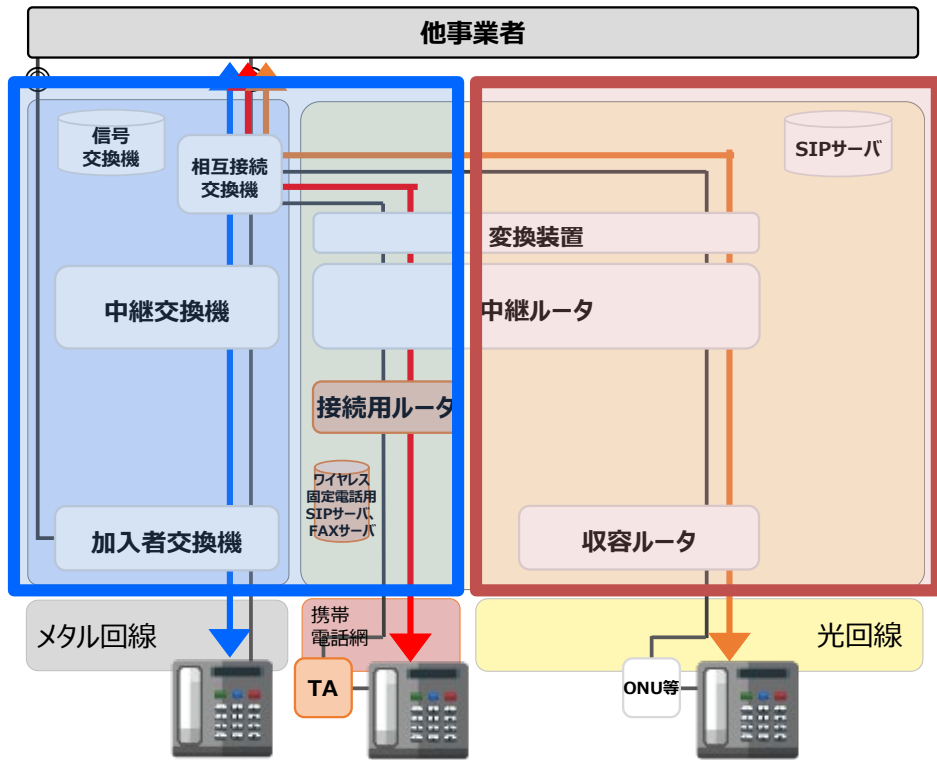 他事業者
信号
交換機
相互接続
交換機
SIPサーバ
変換装置
中継交換機
中継ルータ
接続用ルータ
ワイヤレス
固定電話用
SIPサーバ、
FAXサーバ
加入者交換機
収容ルータ
メタル回線
携帯
電話網
光回線
TA
ONU等